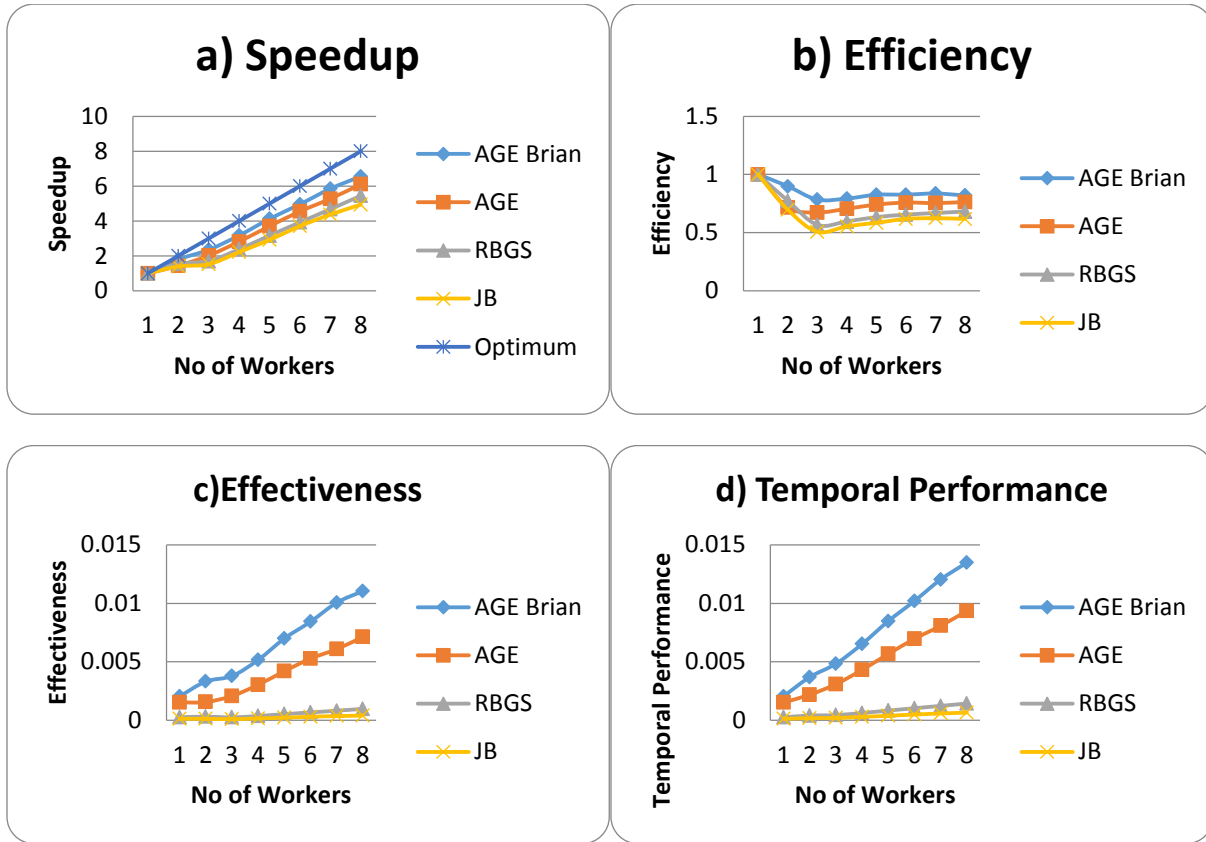 a) Speedup
10
8
6
4
2
0
Speedup
1 2 3 4 5 6 7 8
No of Workers
AGE Brian
AGE
RBGS
JB
Optimum
b) Efficiency
1.5
1
0.5
0
Efficiency
1 2 3 4 5 6 7 8
No of Workers
AGE Brian
AGE
RBGS
JB
c)Effectiveness
0.015
0.01
0.005
0
Effectiveness
1 2 3 4 5 6 7 8
No of Workers
AGE Brian
AGE
RBGS
JB
d) Temporal Performance
0.015
0.01
0.005
0
Temporal Performance
1 2 3 4 5 6 7 8
No of Workers
AGE Brian
AGE
RBGS
JB